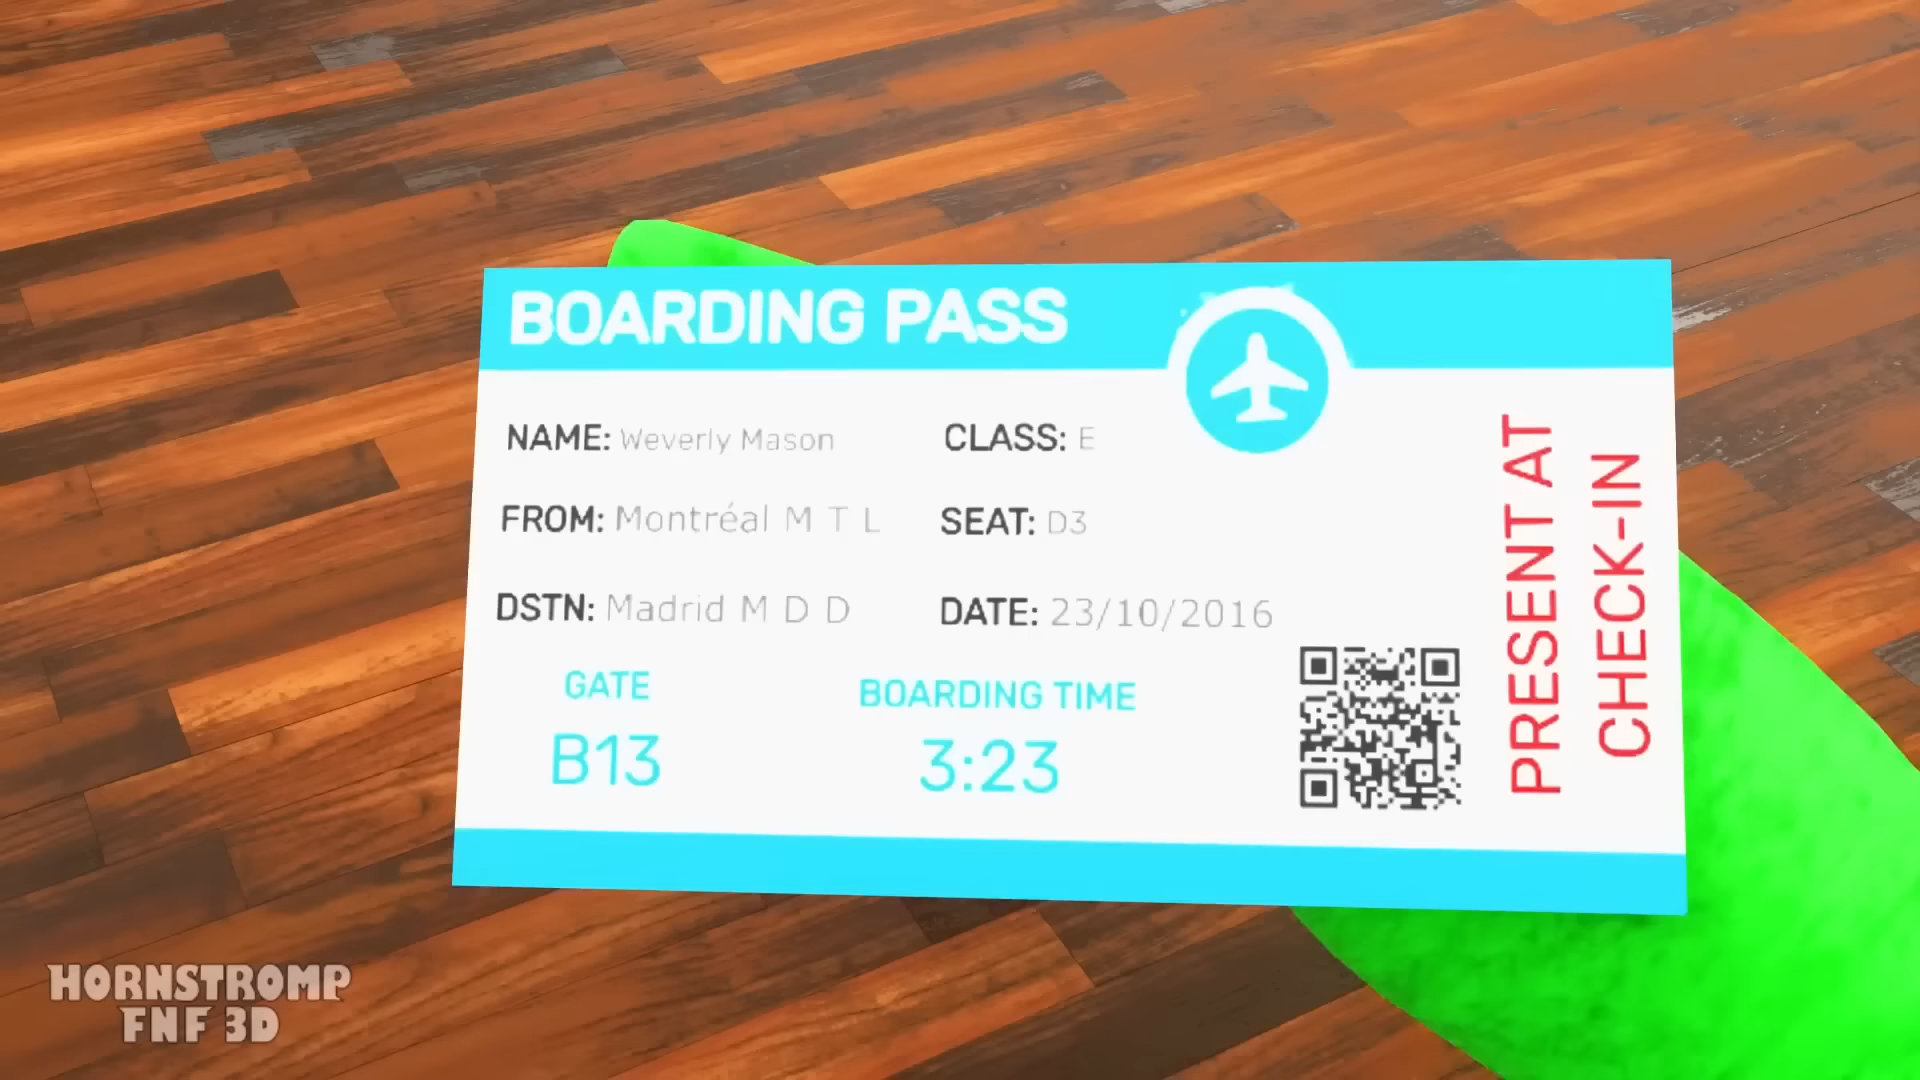 BOARDING PASS
NAME: Weverly Mason
CLASS: E
FROM: Montréal M T L
SEAT: D3
DSTN: Madrid M D D
DATE: 23/10/2016
GATE
B13
BOARDING TIME
3:23
PRESENT AT
CHECK-IN
HORNSTROMP
FNF 3D